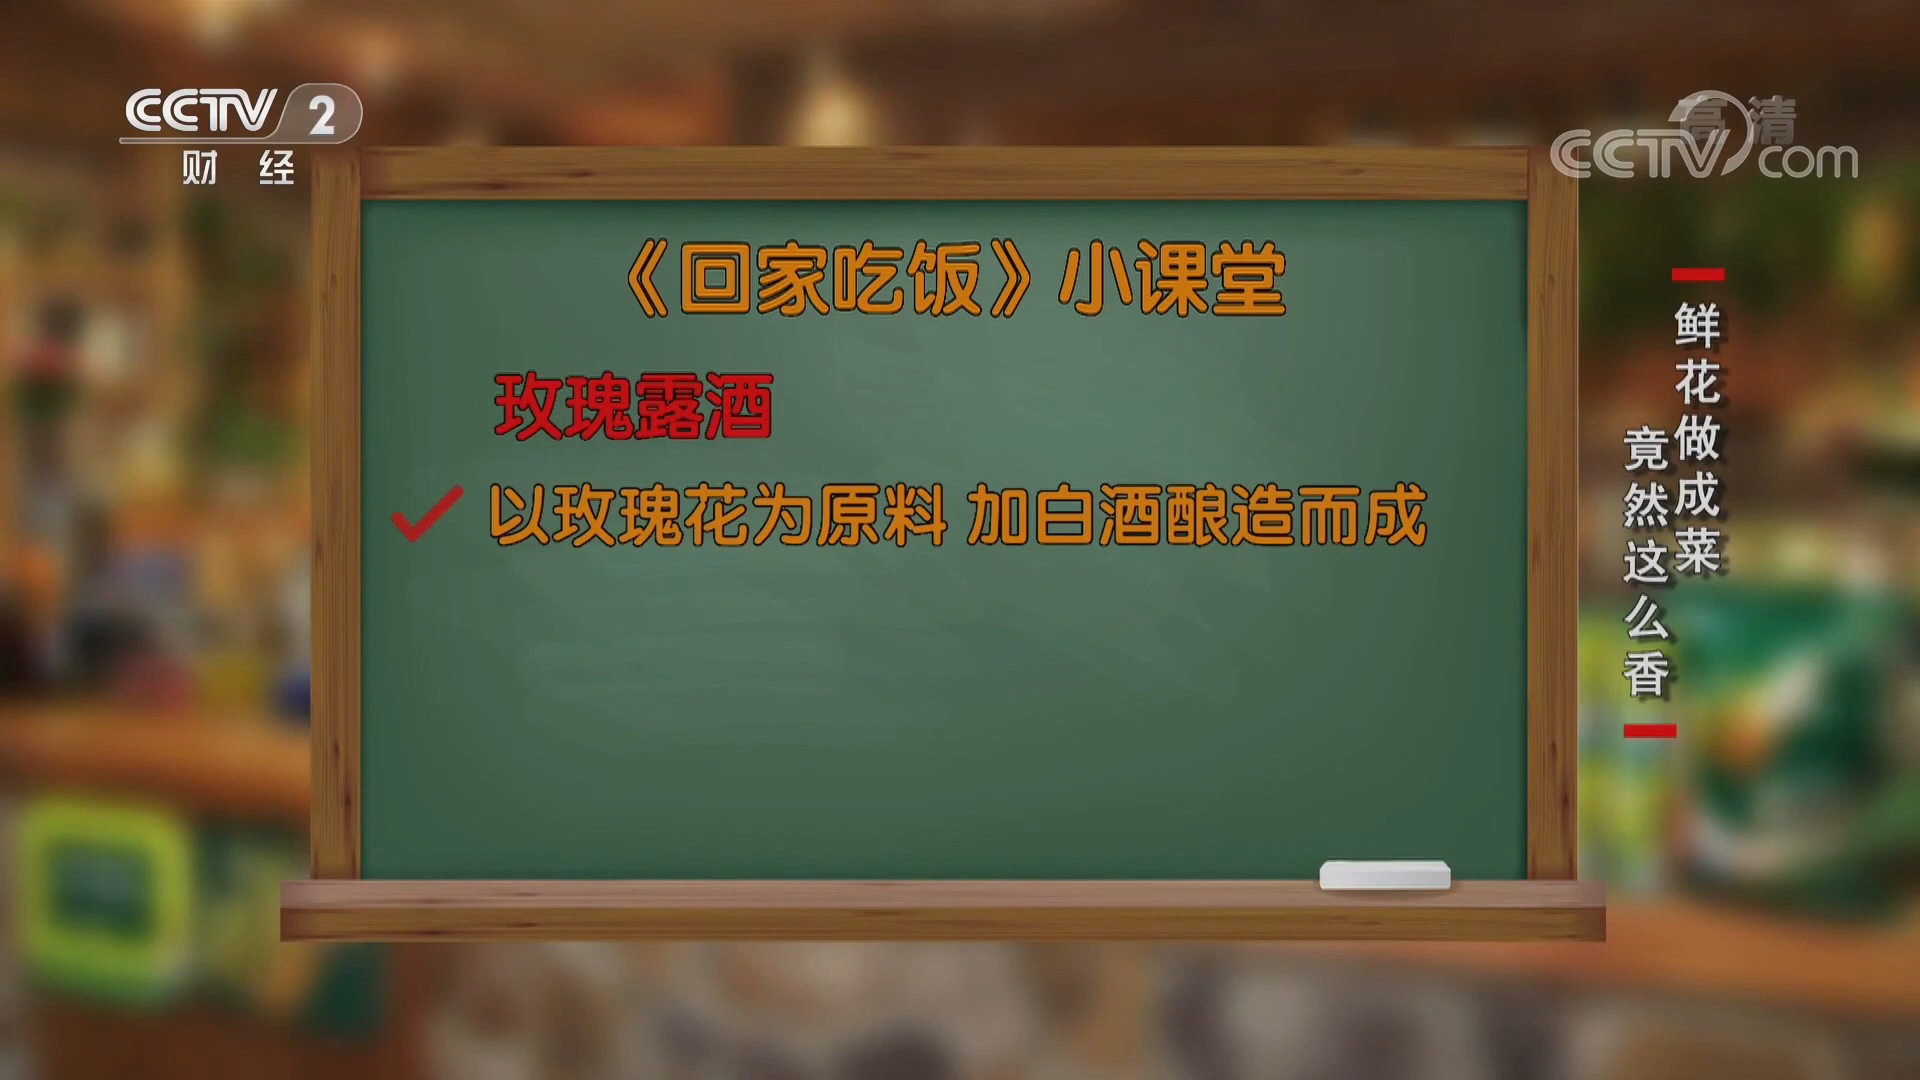 CCTV 2
财 经
高清
CCTV.com
《回家吃饭》小课堂
玫瑰露酒
以玫瑰花为原料 加白酒酿造而成
鲜花做成菜
竟然这么香